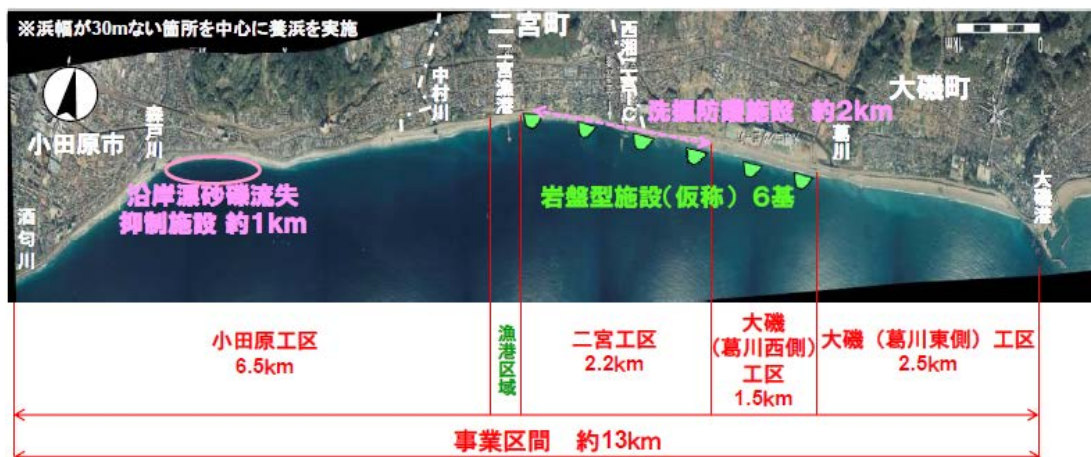 ※浜幅が30mない箇所を中心に養浜を実施
二宮町
大磯町
小田原市
酒匂川
森戸川
中村川
二宮漁港
西湘二宮IC
葛川
大磯港
0
1km
洗掘防護施設 約2km
沿岸漂砂礫流失
抑制施設 約1km
岩盤型施設(仮称) 6基
小田原工区
6.5km
漁港区域
二宮工区
2.2km
大磯
(葛川西側)
工区
1.5km
大磯(葛川東側)工区
2.5km
事業区間 約13km